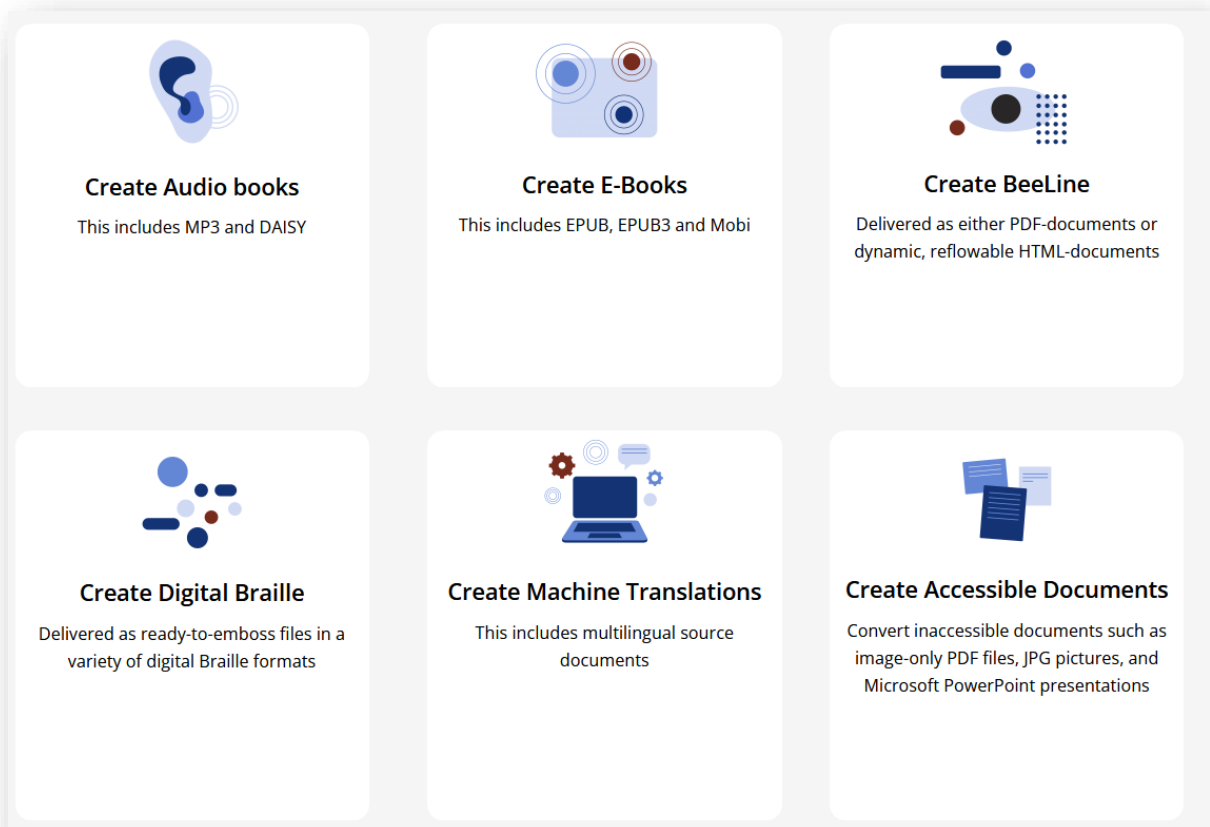 Create Audio books
This includes MP3 and DAISY
Create E-Books
This includes EPUB, EPUB3 and Mobi
Create BeeLine
Delivered as either PDF-documents or
dynamic, reflowable HTML-documents
Create Digital Braille
Delivered as ready-to-emboss files in a
variety of digital Braille formats
Create Machine Translations
This includes multilingual source
documents
Create Accessible Documents
Convert inaccessible documents such as
image-only PDF files, JPG pictures, and
Microsoft PowerPoint presentations